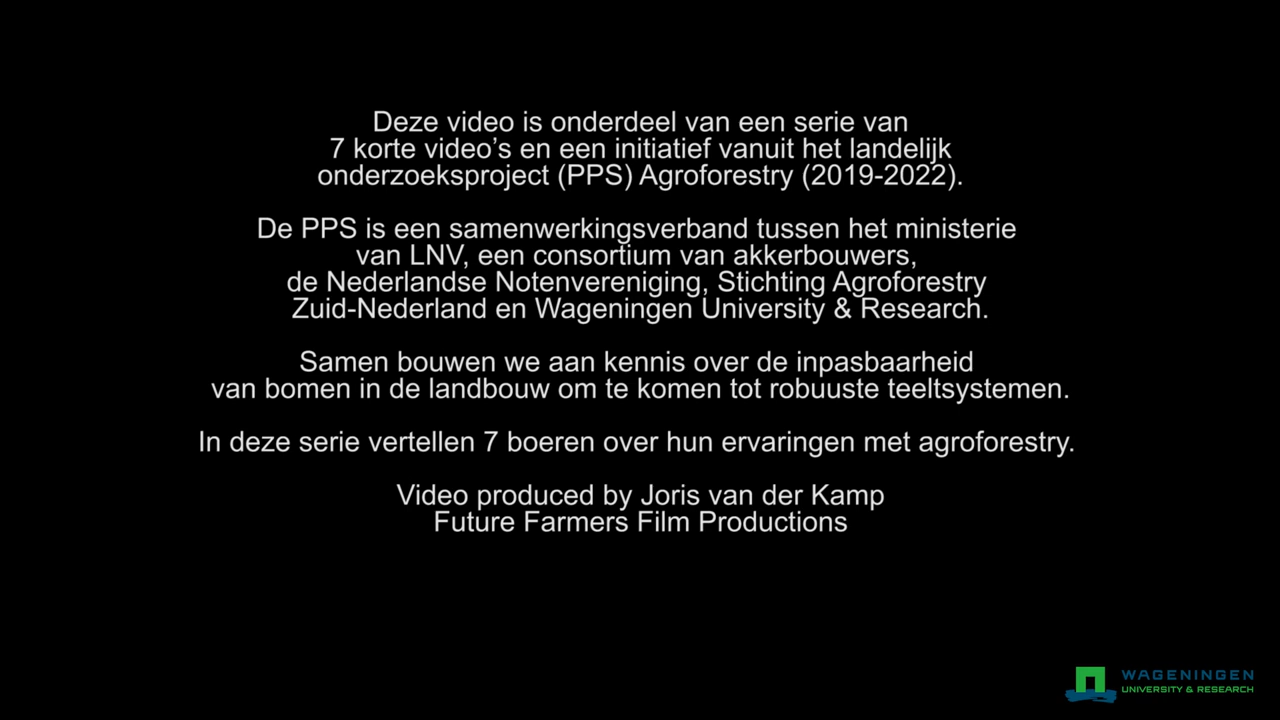 Deze video is onderdeel van een serie van
7 korte video’s en een initiatief vanuit het landelijk
onderzoeksproject (PPS) Agroforestry (2019-2022).
De PPS is een samenwerkingsverband tussen het ministerie
van LNV, een consortium van akkerbouwers,
de Nederlandse Notenvereniging, Stichting Agroforestry
Zuid-Nederland en Wageningen University & Research.
Samen bouwen we aan kennis over de inpasbaarheid
van bomen in de landbouw om te komen tot robuuste teeltsystemen.
In deze serie vertellen 7 boeren over hun ervaringen met agroforestry.
Video produced by Joris van der Kamp
Future Farmers Film Productions
WAGENINGEN
UNIVERSITY & RESEARCH